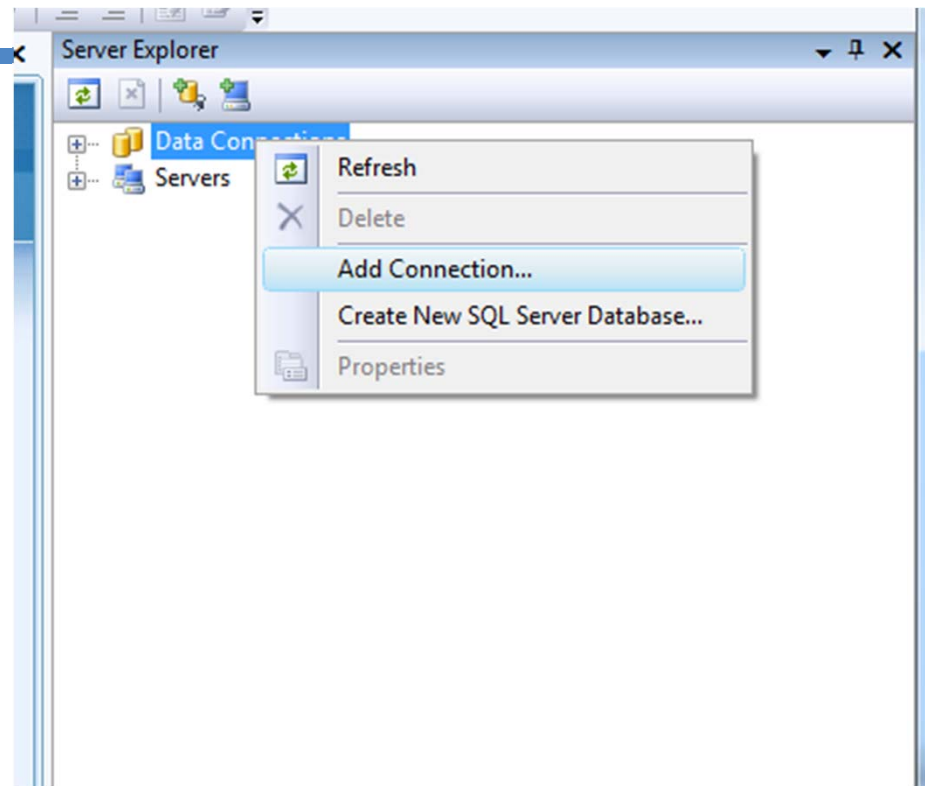 Server Explorer
Data Connections
Servers
Refresh
Delete
Add Connection...
Create New SQL Server Database...
Properties